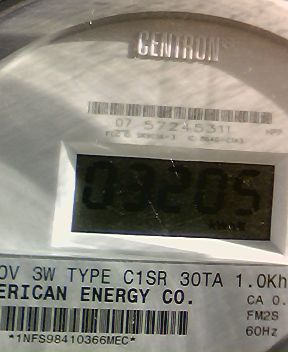 CENTRON
07 57245311
03205
0V 3W TYPE C1SR 30TA 1.0Kh
ERICAN ENERGY CO. CA 0.
FM2S
*1NFS98410366MEC* 60Hz